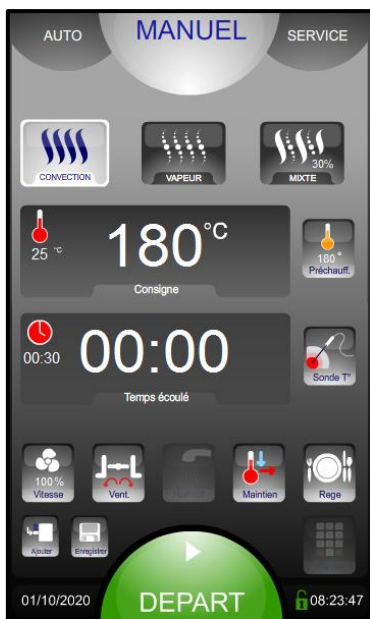 AUTO
MANUEL
SERVICE
CONVECTION
VAPEUR
30%
MIXTE
25 °C
180°C
Consigne
180°
Préchauff.
00:30
00:00
Temps écoulé
Sonde T°
100%
Vitesse
Vent.
Maintien
Rege
Ajouter
Enregistrer
01/10/2020
DEPART
08:23:47